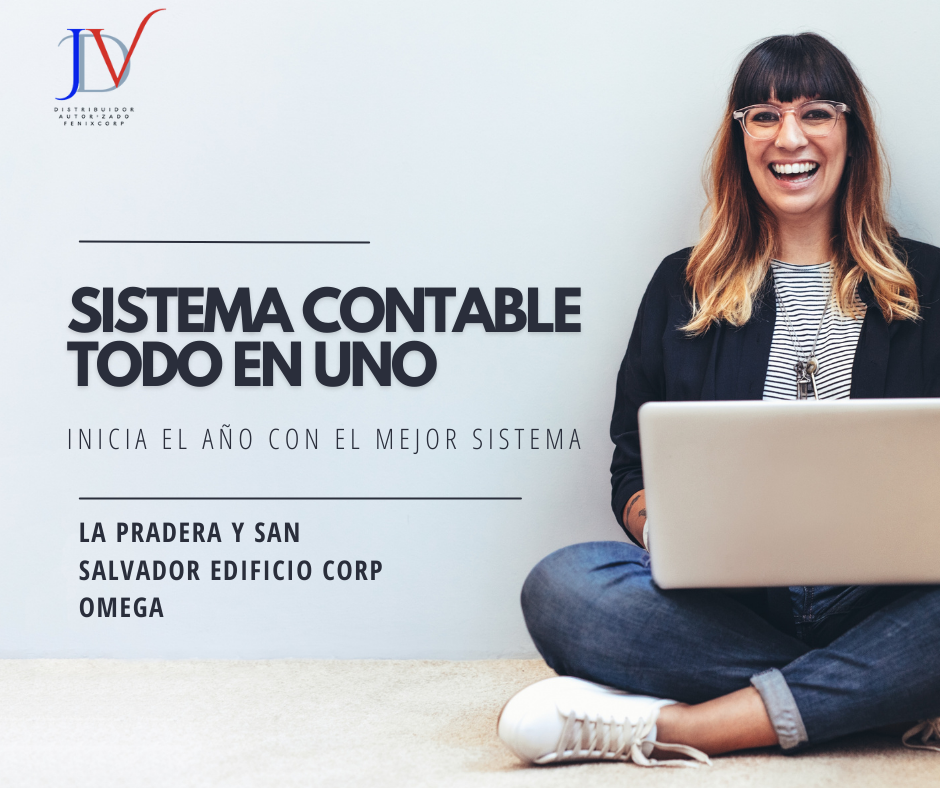 JDV
DISTRIBUIDOR
AUTORIZADO
FENIXCORP
SISTEMA CONTABLE
TODO EN UNO
INICIA EL AÑO CON EL MEJOR SISTEMA
LA PRADERA Y SAN
SALVADOR EDIFICIO CORP
OMEGA